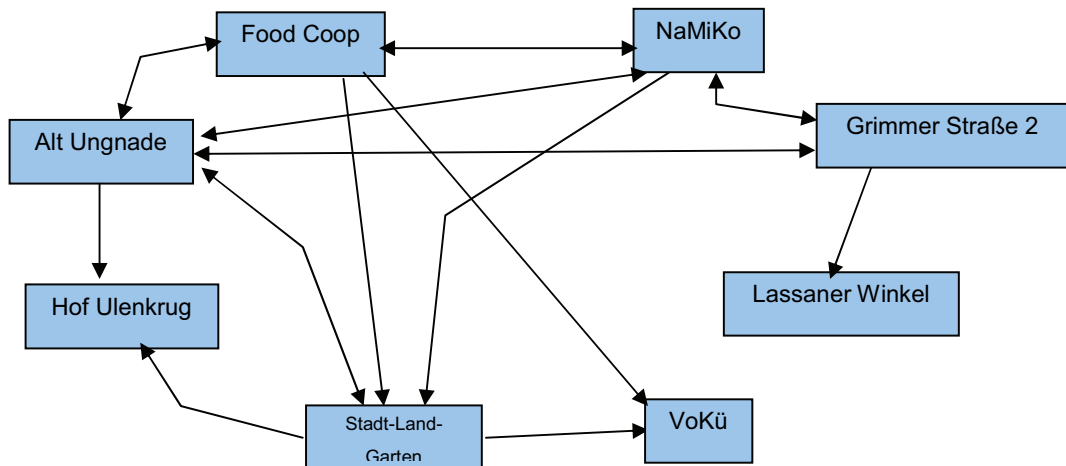 Food Coop
NaMiKo
Alt Ungnade
Grimmer Straße 2
Hof Ulenkrug
Lassaner Winkel
Stadt-Land-
Garten
VoKü